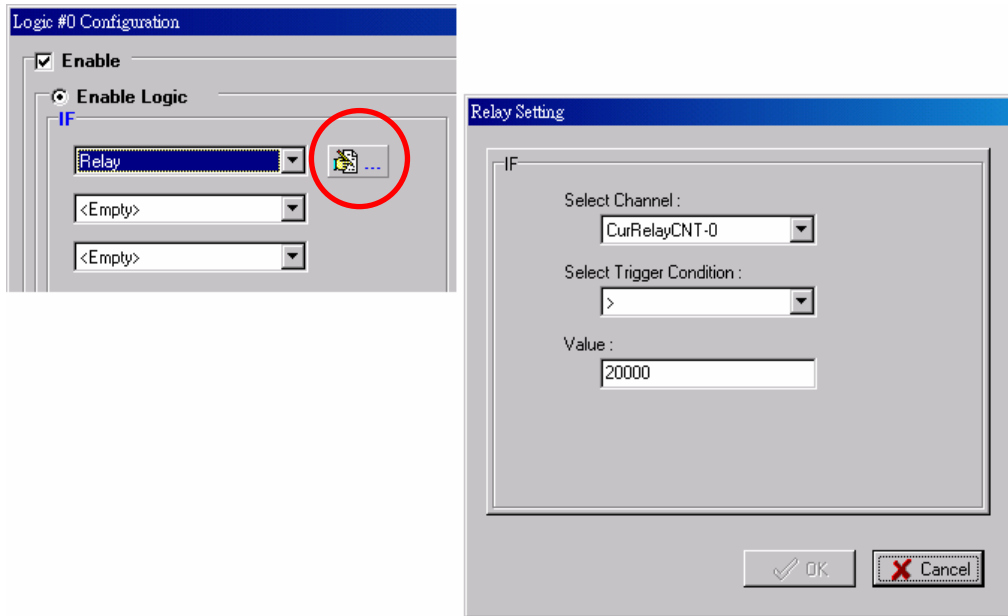 Logic #0 Configuration
Enable
Enable Logic
IF
Relay
...
<Empty>
<Empty>
Relay Setting
IF
Select Channel :
CurRelayCNT-0
Select Trigger Condition :
>
Value :
20000
OK
Cancel